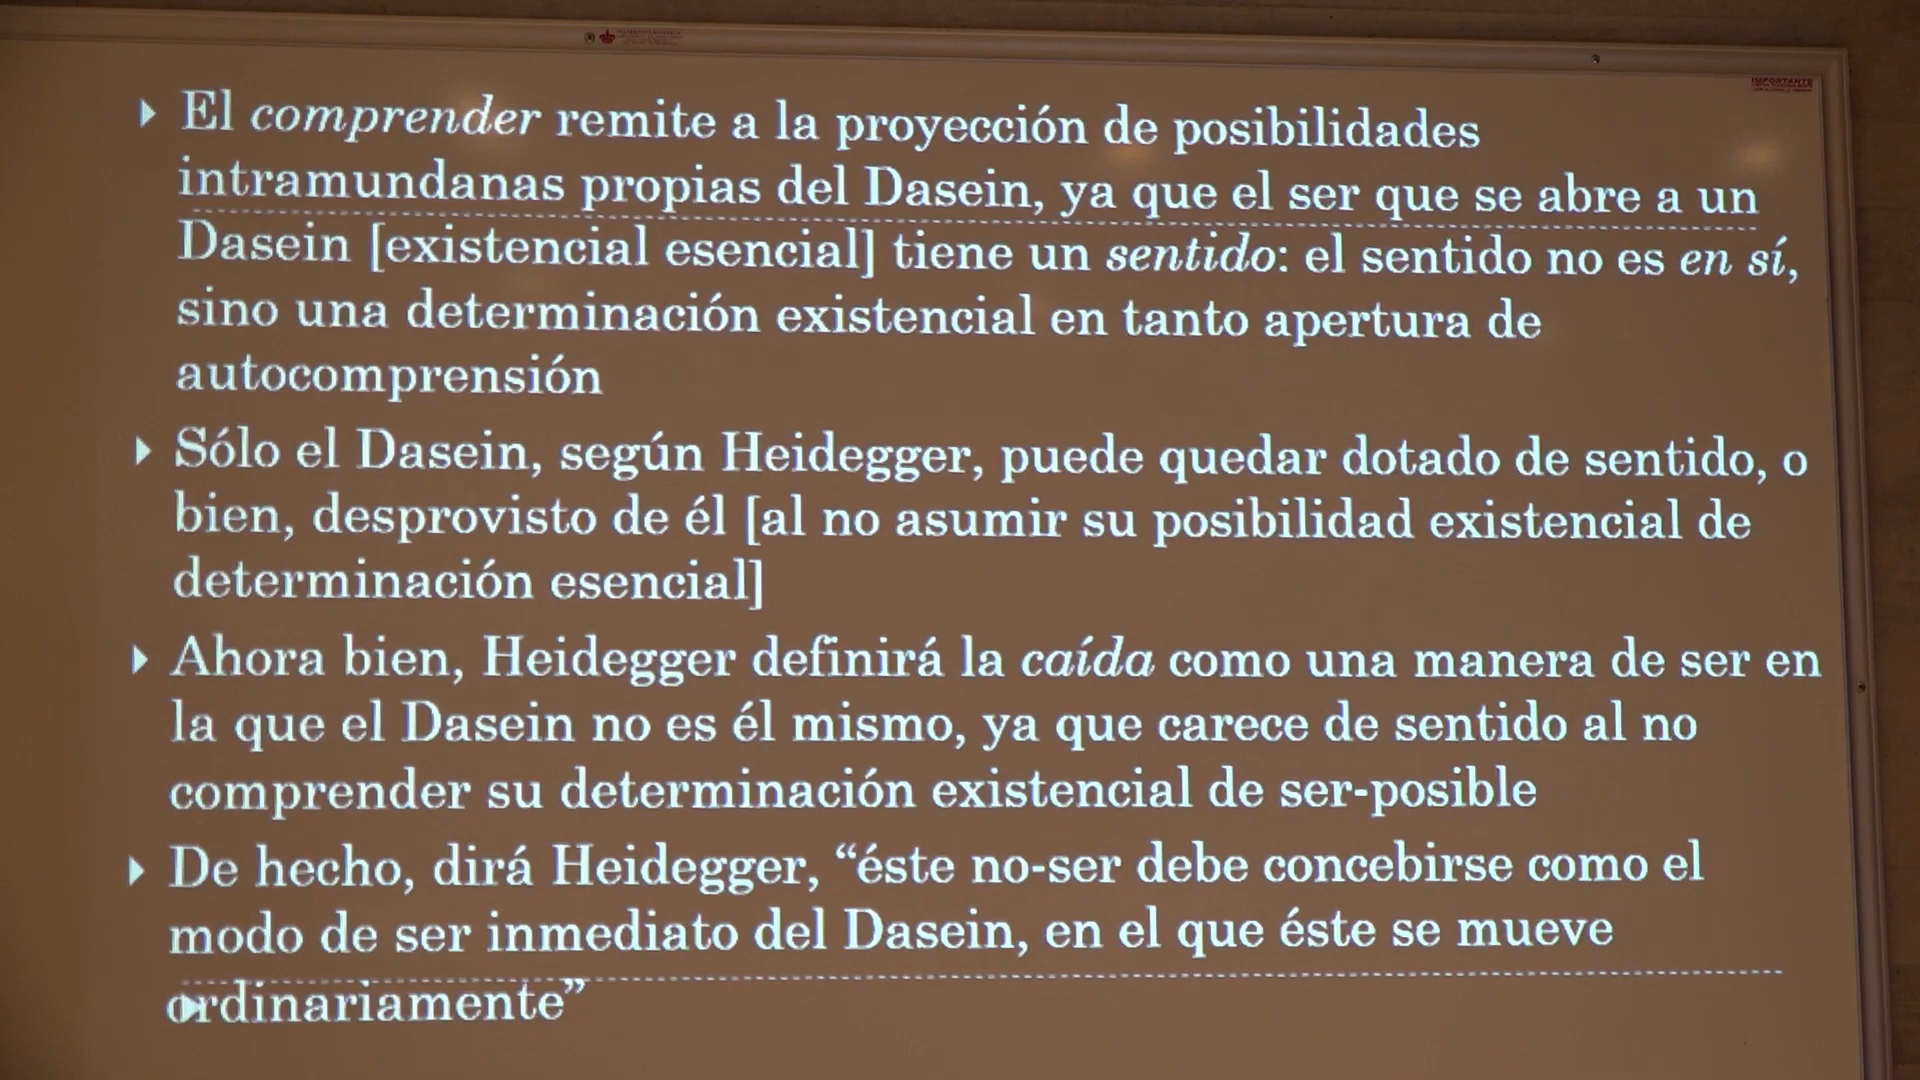 IMPORTANTE
El comprender remite a la proyección de posibilidades
intramundanas propias del Dasein, ya que el ser que se abre a un
Dasein [existencial esencial] tiene un sentido: el sentido no es en sí,
sino una determinación existencial en tanto apertura de
autocomprensión
Sólo el Dasein, según Heidegger, puede quedar dotado de sentido, o
bien, desprovisto de él [al no asumir su posibilidad existencial de
determinación esencial]
Ahora bien, Heidegger definirá la caída como una manera de ser en
la que el Dasein no es él mismo, ya que carece de sentido al no
comprender su determinación existencial de ser-posible
De hecho, dirá Heidegger, “éste no-ser debe concebirse como el
modo de ser inmediato del Dasein, en el que éste se mueve
ordinariamente”